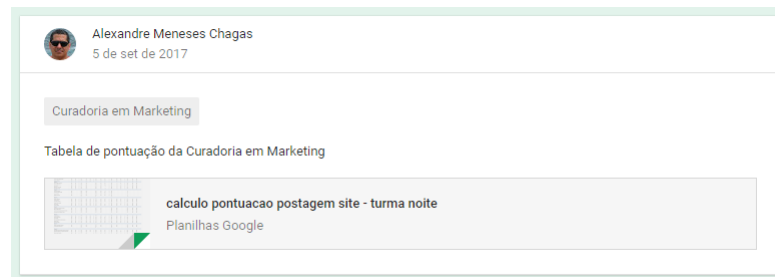 Alexandre Meneses Chagas
5 de set de 2017
Curadoria em Marketing
Tabela de pontuação da Curadoria em Marketing
calculo pontuacao postagem site - turma noite
Planilhas Google